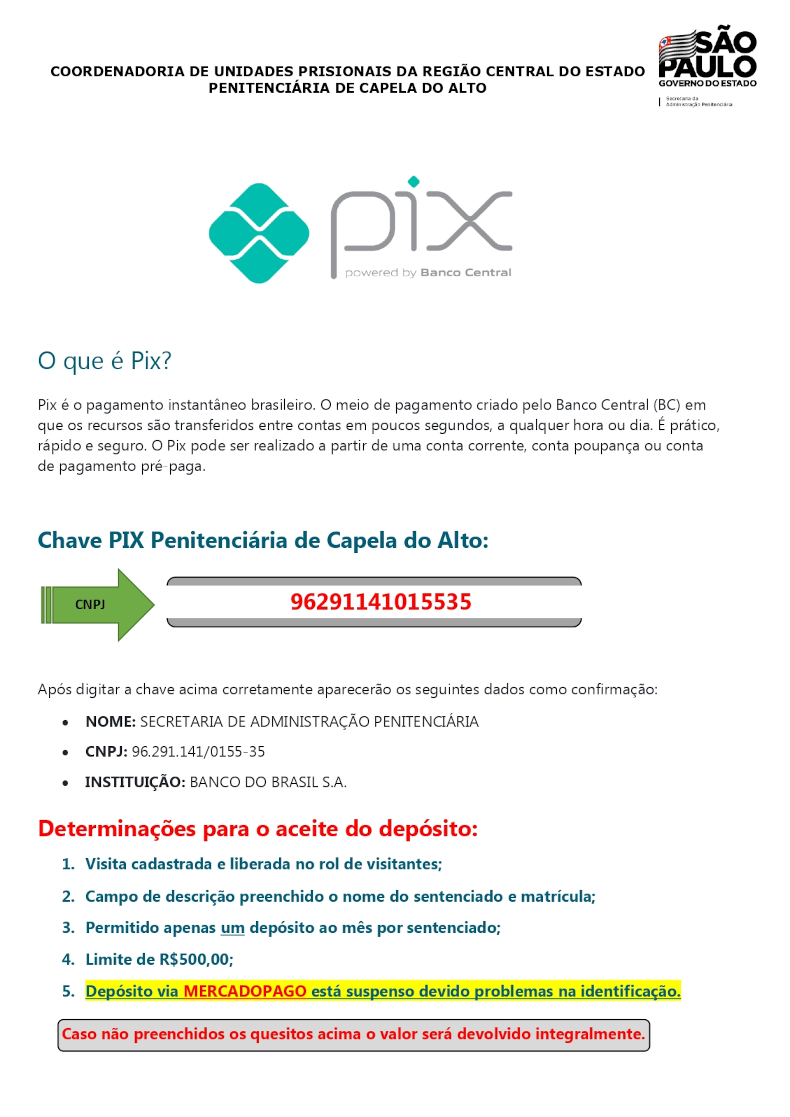 COORDENADORIA DE UNIDADES PRISIONAIS DA REGIÃO CENTRAL DO ESTADO
PENITENCIÁRIA DE CAPELA DO ALTO
SÃO
PAULO
GOVERNO DO ESTADO
Secretaria da
Administração Penitenciária
pix
powered by Banco Central
O que é Pix?
Pix é o pagamento instantâneo brasileiro. O meio de pagamento criado pelo Banco Central (BC) em
que os recursos são transferidos entre contas em poucos segundos, a qualquer hora ou dia. É prático,
rápido e seguro. O Pix pode ser realizado a partir de uma conta corrente, conta poupança ou conta
de pagamento pré-paga.
Chave PIX Penitenciária de Capela do Alto:
CNPJ
96291141015535
Após digitar a chave acima corretamente aparecerão os seguintes dados como confirmação:
• NOME: SECRETARIA DE ADMINISTRAÇÃO PENITENCIÁRIA
• CNPJ: 96.291.141/0155-35
• INSTITUIÇÃO: BANCO DO BRASIL S.A.
Determinações para o aceite do depósito:
1. Visita cadastrada e liberada no rol de visitantes;
2. Campo de descrição preenchido o nome do sentenciado e matrícula;
3. Permitido apenas um depósito ao mês por sentenciado;
4. Limite de R$500,00;
5. Depósito via MERCADOPAGO está suspenso devido problemas na identificação.
Caso não preenchidos os quesitos acima o valor será devolvido integralmente.